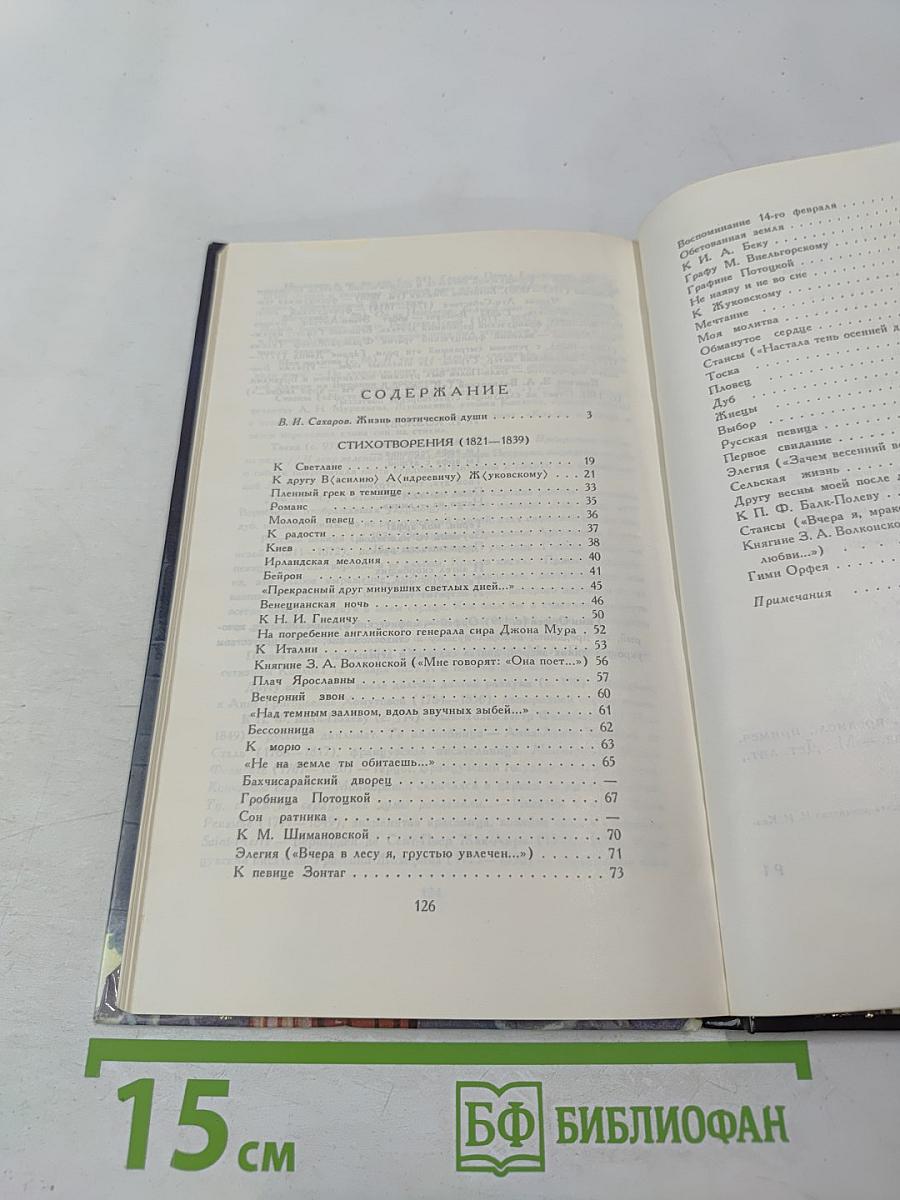 СОДЕРЖАНИЕ
В. И. Сахаров. Жизнь поэтической души . . . . . . . . . . 3
СТИХОТВОРЕНИЯ (1821—1839)
К Светлане . . . . . . . . . . . . . . . . . . . . . . 19
К другу В⟨асилию⟩ А⟨ндреевичу⟩ Ж⟨уковскому⟩ . . . 21
Пленный грек в темнице . . . . . . . . . . . . . . . . 33
Романс . . . . . . . . . . . . . . . . . . . . . . . . 35
Молодой певец . . . . . . . . . . . . . . . . . . . . 36
К радости . . . . . . . . . . . . . . . . . . . . . . 37
Киев . . . . . . . . . . . . . . . . . . . . . . . . 38
Ирландская мелодия . . . . . . . . . . . . . . . . . . 40
Бейрон . . . . . . . . . . . . . . . . . . . . . . . . 41
«Прекрасный друг минувших светлых дней...» . . . . . . 45
Венецианская ночь . . . . . . . . . . . . . . . . . . 46
К Н. И. Гнедичу . . . . . . . . . . . . . . . . . . . 50
На погребение английского генерала сира Джона Мура . 52
К Италии . . . . . . . . . . . . . . . . . . . . . . 53
Княгине З. А. Волконской («Мне говорят: «Она поет...») 56
Плач Ярославны . . . . . . . . . . . . . . . . . . . . 57
Вечерний звон . . . . . . . . . . . . . . . . . . . . 60
«Над темным заливом, вдоль звучных зыбей...» . . . . . 61
Бессонница . . . . . . . . . . . . . . . . . . . . . . 62
К морю . . . . . . . . . . . . . . . . . . . . . . . . 63
«Не на земле ты обитаешь...» . . . . . . . . . . . . . 65
Бахчисарайский дворец . . . . . . . . . . . . . . . . —
Гробница Потоцкой . . . . . . . . . . . . . . . . . . 67
Сон ратника . . . . . . . . . . . . . . . . . . . . . —
К М. Шимановской . . . . . . . . . . . . . . . . . . . 70
Элегия («Вчера в лесу я, грустью увлечен...») . . . . . 71
К певице Зонтаг . . . . . . . . . . . . . . . . . . . 73
126
Воспоминание 14-го февраля . . . .
Обетованная земля . . . . . . .
К И. А. Беку . . . . . . . . .
Графу М. Виельгорскому . . . .
Графине Потоцкой . . . . . . .
Не наяву и не во сне . . . . .
К Жуковскому . . . . . . . . .
Мечтание . . . . . . . . . . .
Моя молитва . . . . . . . . .
Обманутое сердце . . . . . . .
Стансы («Настала тень осенней д
Тоска . . . . . . . . . . . .
Пловец . . . . . . . . . . . .
Дуб . . . . . . . . . . . . .
Жнецы . . . . . . . . . . . .
Выбор . . . . . . . . . . . .
Русская певица . . . . . . . .
Первое свидание . . . . . . .
Элегия («Зачем весенний ве
Сельская жизнь . . . . . . . .
Другу весны моей после д
К П. Ф. Балк-Полеву . . . . .
Стансы («Вчера я, мрако
Княгине З. А. Волконско
любви...») . . . . .
Гимн Орфея . . . . . .
Примечания . . . . .
15 см
БФ БИБЛИОФАН